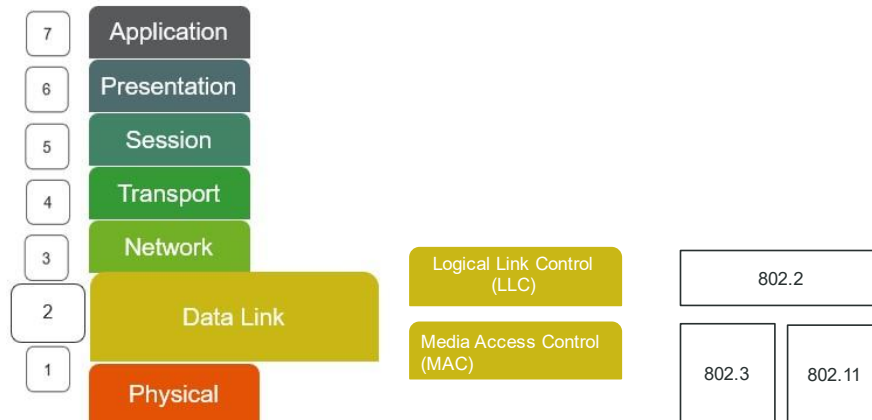 7 Application
6 Presentation
5 Session
4 Transport
3 Network
2 Data Link
1 Physical
Logical Link Control
(LLC)
Media Access Control
(MAC)
802.2
802.3 802.11